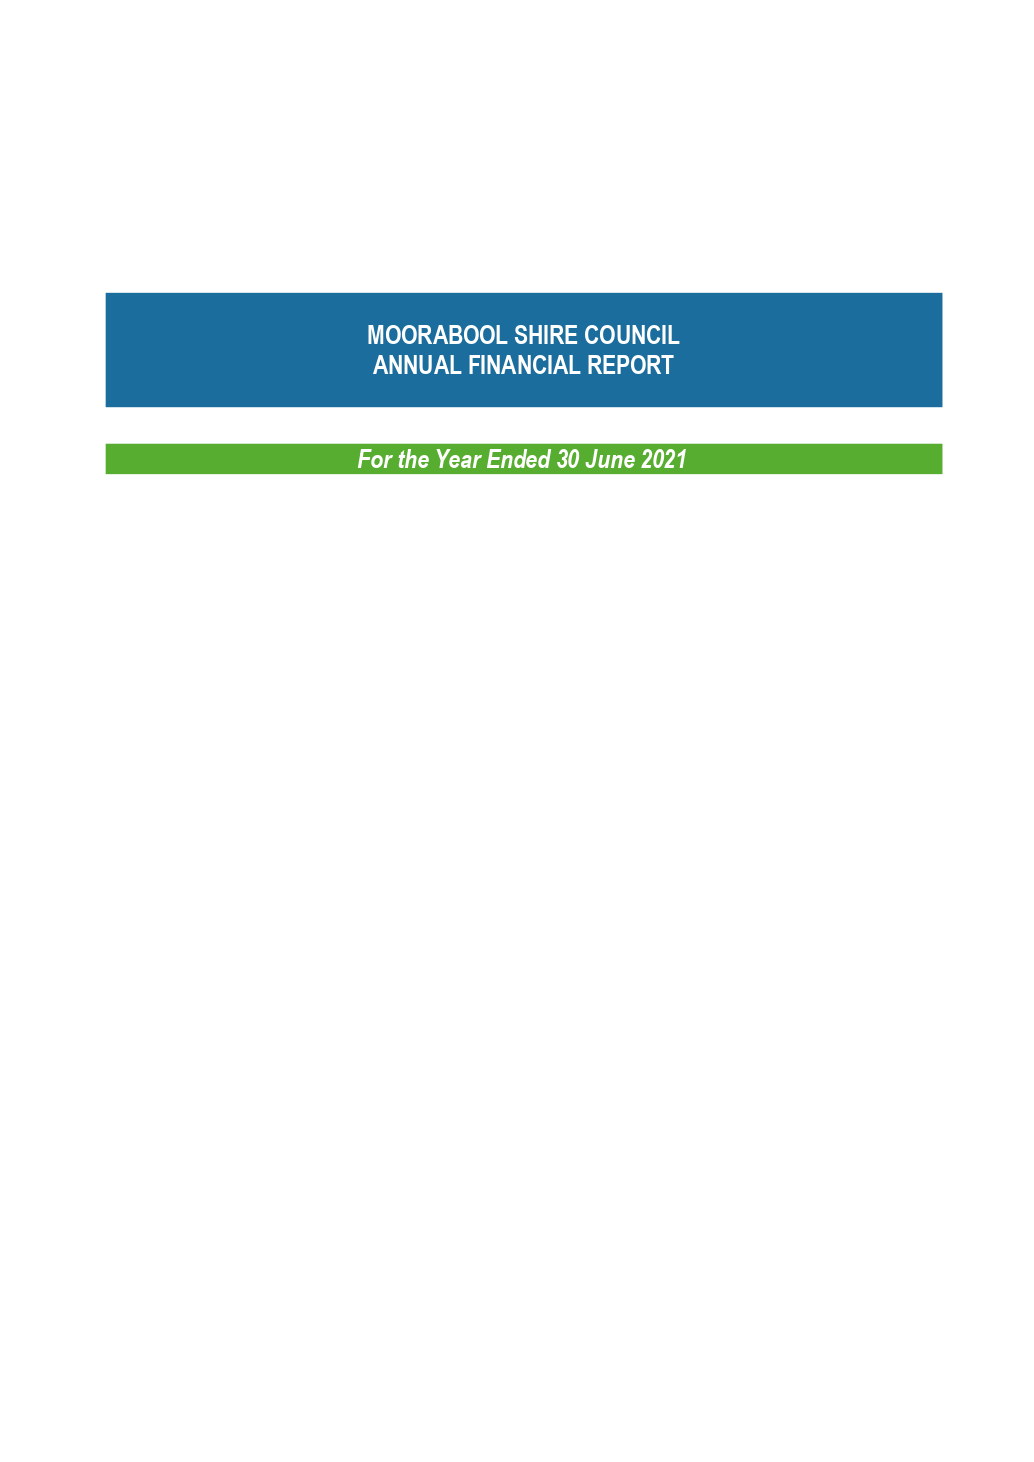 MOORABOOL SHIRE COUNCIL
ANNUAL FINANCIAL REPORT
For the Year Ended 30 June 2021